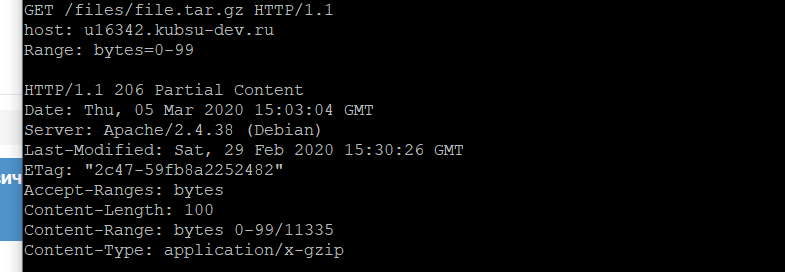 GET /files/file.tar.gz HTTP/1.1
host: u16342.kubsu-dev.ru
Range: bytes=0-99
HTTP/1.1 206 Partial Content
Date: Thu, 05 Mar 2020 15:03:04 GMT
Server: Apache/2.4.38 (Debian)
Last-Modified: Sat, 29 Feb 2020 15:30:26 GMT
ETag: "2c47-59fb8a2252482"
вич
Accept-Ranges: bytes
Content-Length: 100
Content-Range: bytes 0-99/11335
Content-Type: application/x-gzip